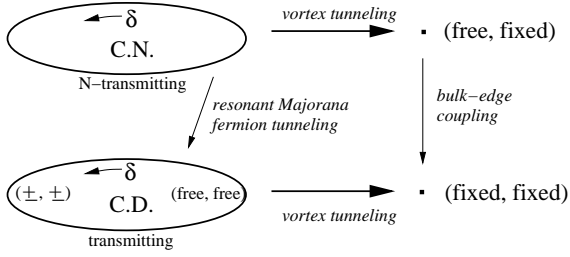 δ
C.N.
N−transmitting
vortex tunneling
(free, fixed)
resonant Majorana
fermion tunneling
bulk−edge
coupling
δ
(±, ±)
C.D.
(free, free)
transmitting
vortex tunneling
(fixed, fixed)